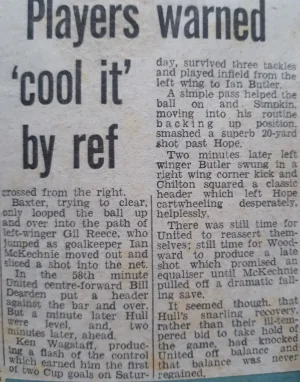 Players warned
'cool it'
by ref
crossed from the right.
Baxter, trying to clear,
only looped the ball up
and over into the path of
left-winger Gil Reece, who
jumped as goalkeeper Ian
McKechnie moved out and
sliced a shot into the net.
In the 58th minute
United centre-forward Bill
Dearden put a header
against the bar and over.
But a minute later Hull
were level, and, two
minutes later, ahead.
Ken Wagstaff, produc-
ing a flash of the control
which earned him the first
of two Cup goals on Satur-
day, survived three tackles
and played infield from the
left wing to Ian Butler.
A simple pass helped the
ball on and Simpkin,
moving into his routine
backing up position,
smashed a superb 20-yard
shot past Hope.
Two minutes later left
winger Butler swung in a
right wing corner kick and
Chilton squared a classic
header which left Hope
cartwheeling desperately,
helplessly.
There was still time for
United to reassert them-
selves; still time for Wood-
ward to produce a late
shot which promised an
equaliser until McKechnie
pulled off a dramatic fall-
ing save.
It seemed though, that
Hull's snarling recovery,
rather than their ill-tem-
pered bid to take hold of
the game, had knocked
United off balance and
that balance was never
regained.